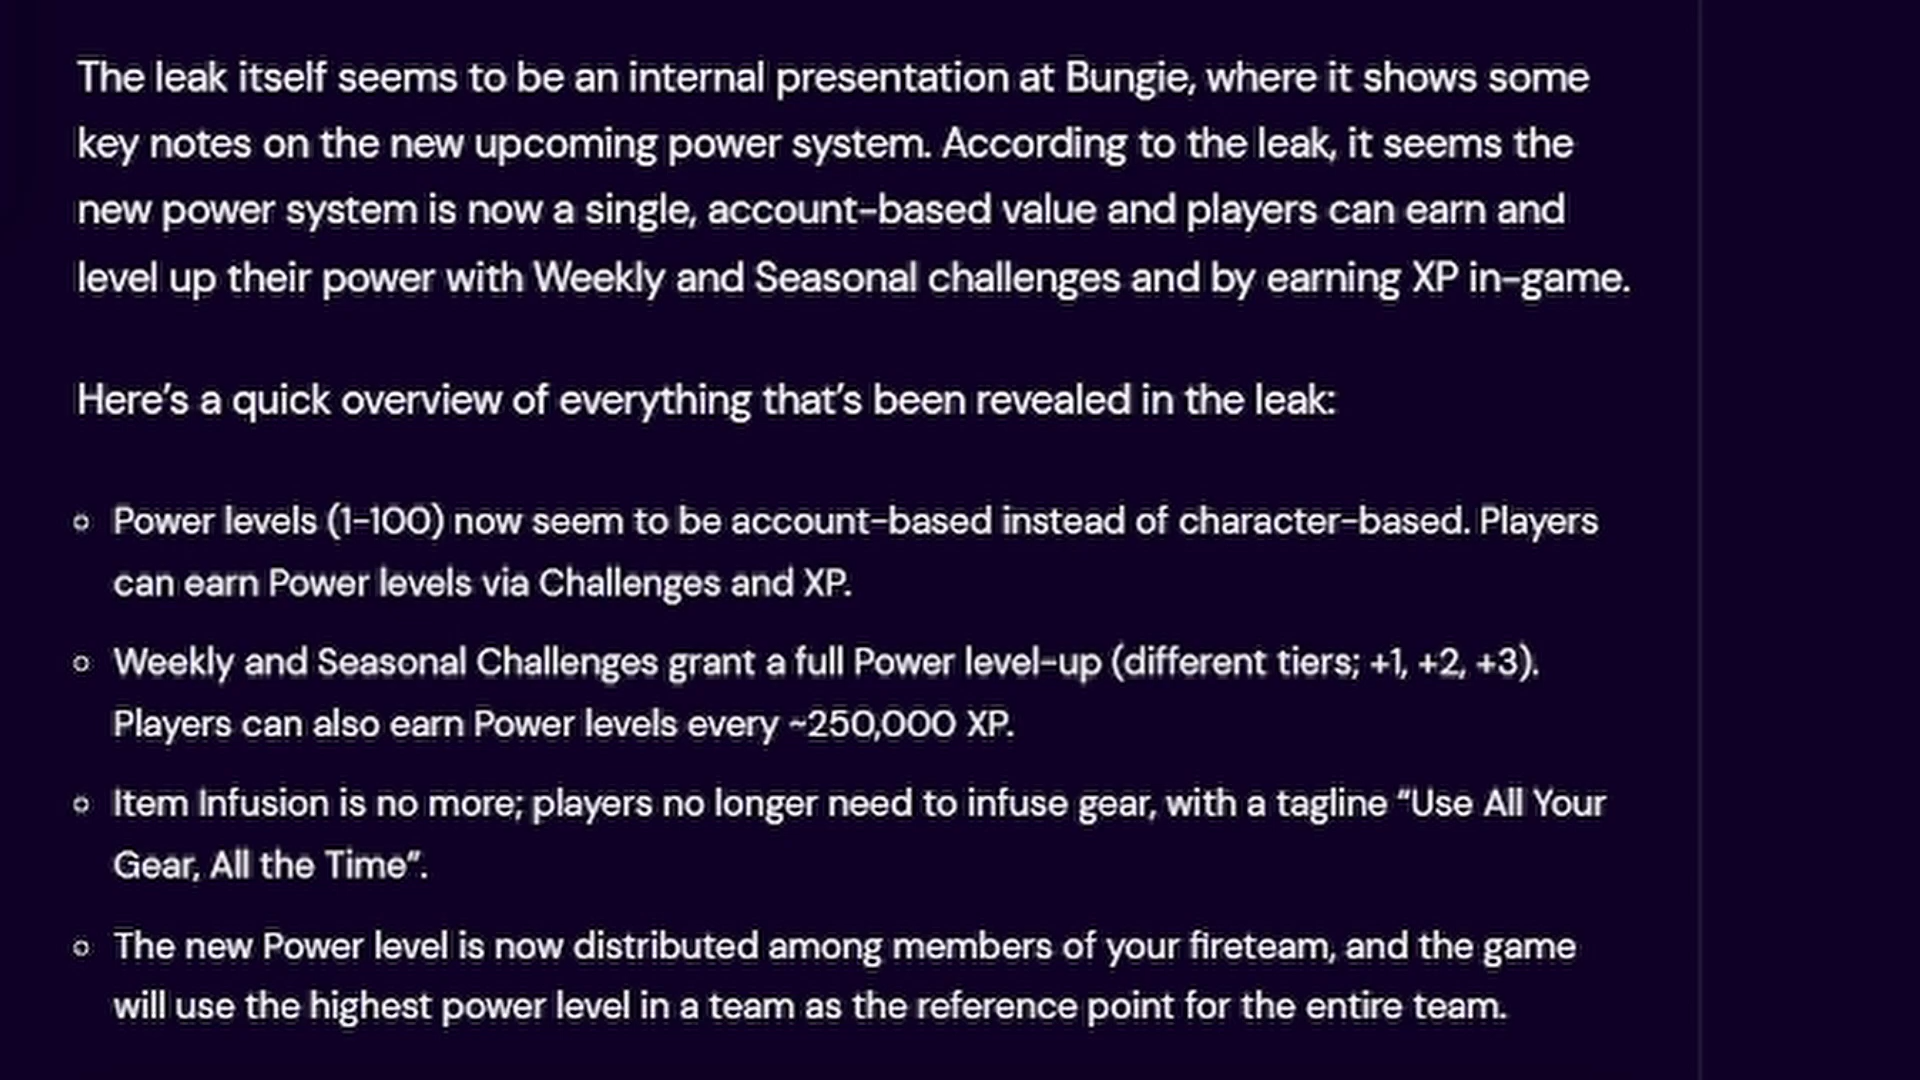 The leak itself seems to be an internal presentation at Bungie, where it shows some
key notes on the new upcoming power system. According to the leak, it seems the
new power system is now a single, account-based value and players can earn and
level up their power with Weekly and Seasonal challenges and by earning XP in-game.
Here’s a quick overview of everything that’s been revealed in the leak:
Power levels (1-100) now seem to be account-based instead of character-based. Players
can earn Power levels via Challenges and XP.
Weekly and Seasonal Challenges grant a full Power level-up (different tiers; +1, +2, +3).
Players can also earn Power levels every ~250,000 XP.
Item Infusion is no more; players no longer need to infuse gear, with a tagline “Use All Your
Gear, All the Time”.
The new Power level is now distributed among members of your fireteam, and the game
will use the highest power level in a team as the reference point for the entire team.